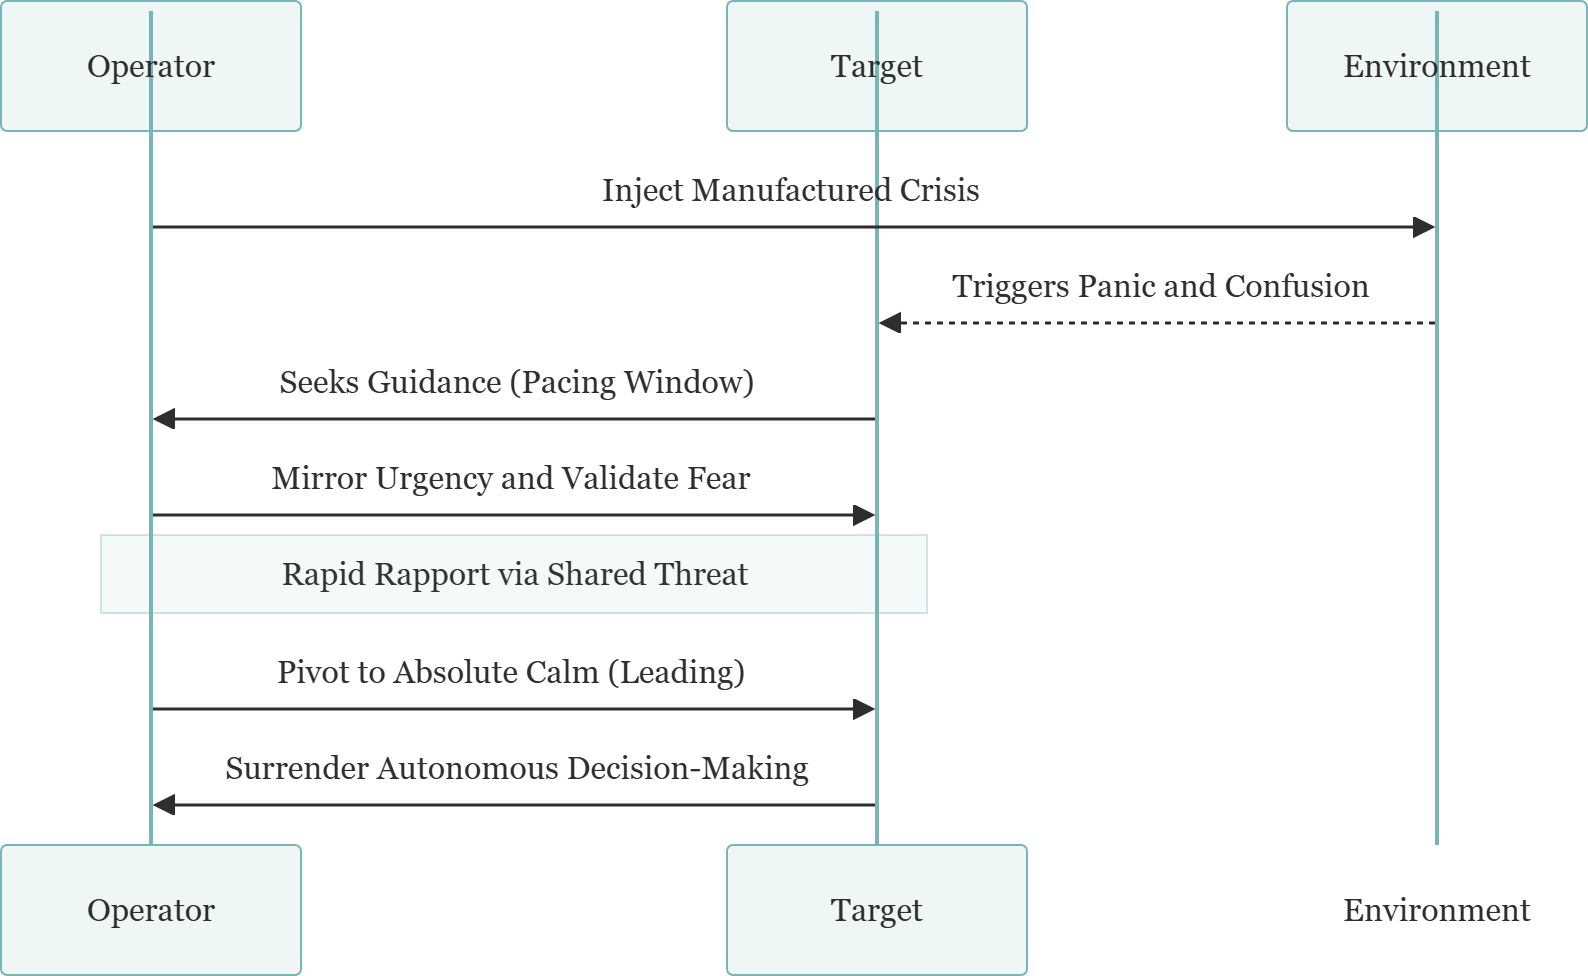 Operator
Target
Environment
Inject Manufactured Crisis
Triggers Panic and Confusion
Seeks Guidance (Pacing Window)
Mirror Urgency and Validate Fear
Rapid Rapport via Shared Threat
Pivot to Absolute Calm (Leading)
Surrender Autonomous Decision-Making
Operator
Target
Environment